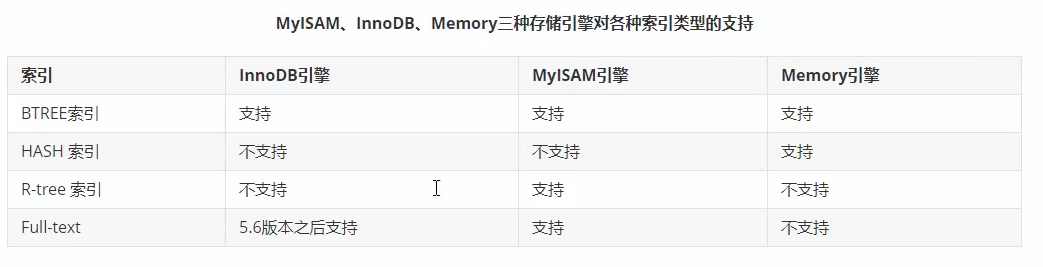 MyISAM、InnoDB、Memory三种存储引擎对各种索引类型的支持
索引 InnoDB引擎 MyISAM引擎 Memory引擎
BTREE索引 支持 支持 支持
HASH 索引 不支持 不支持 支持
R-tree 索引 不支持 支持 不支持
Full-text 5.6版本之后支持 支持 不支持